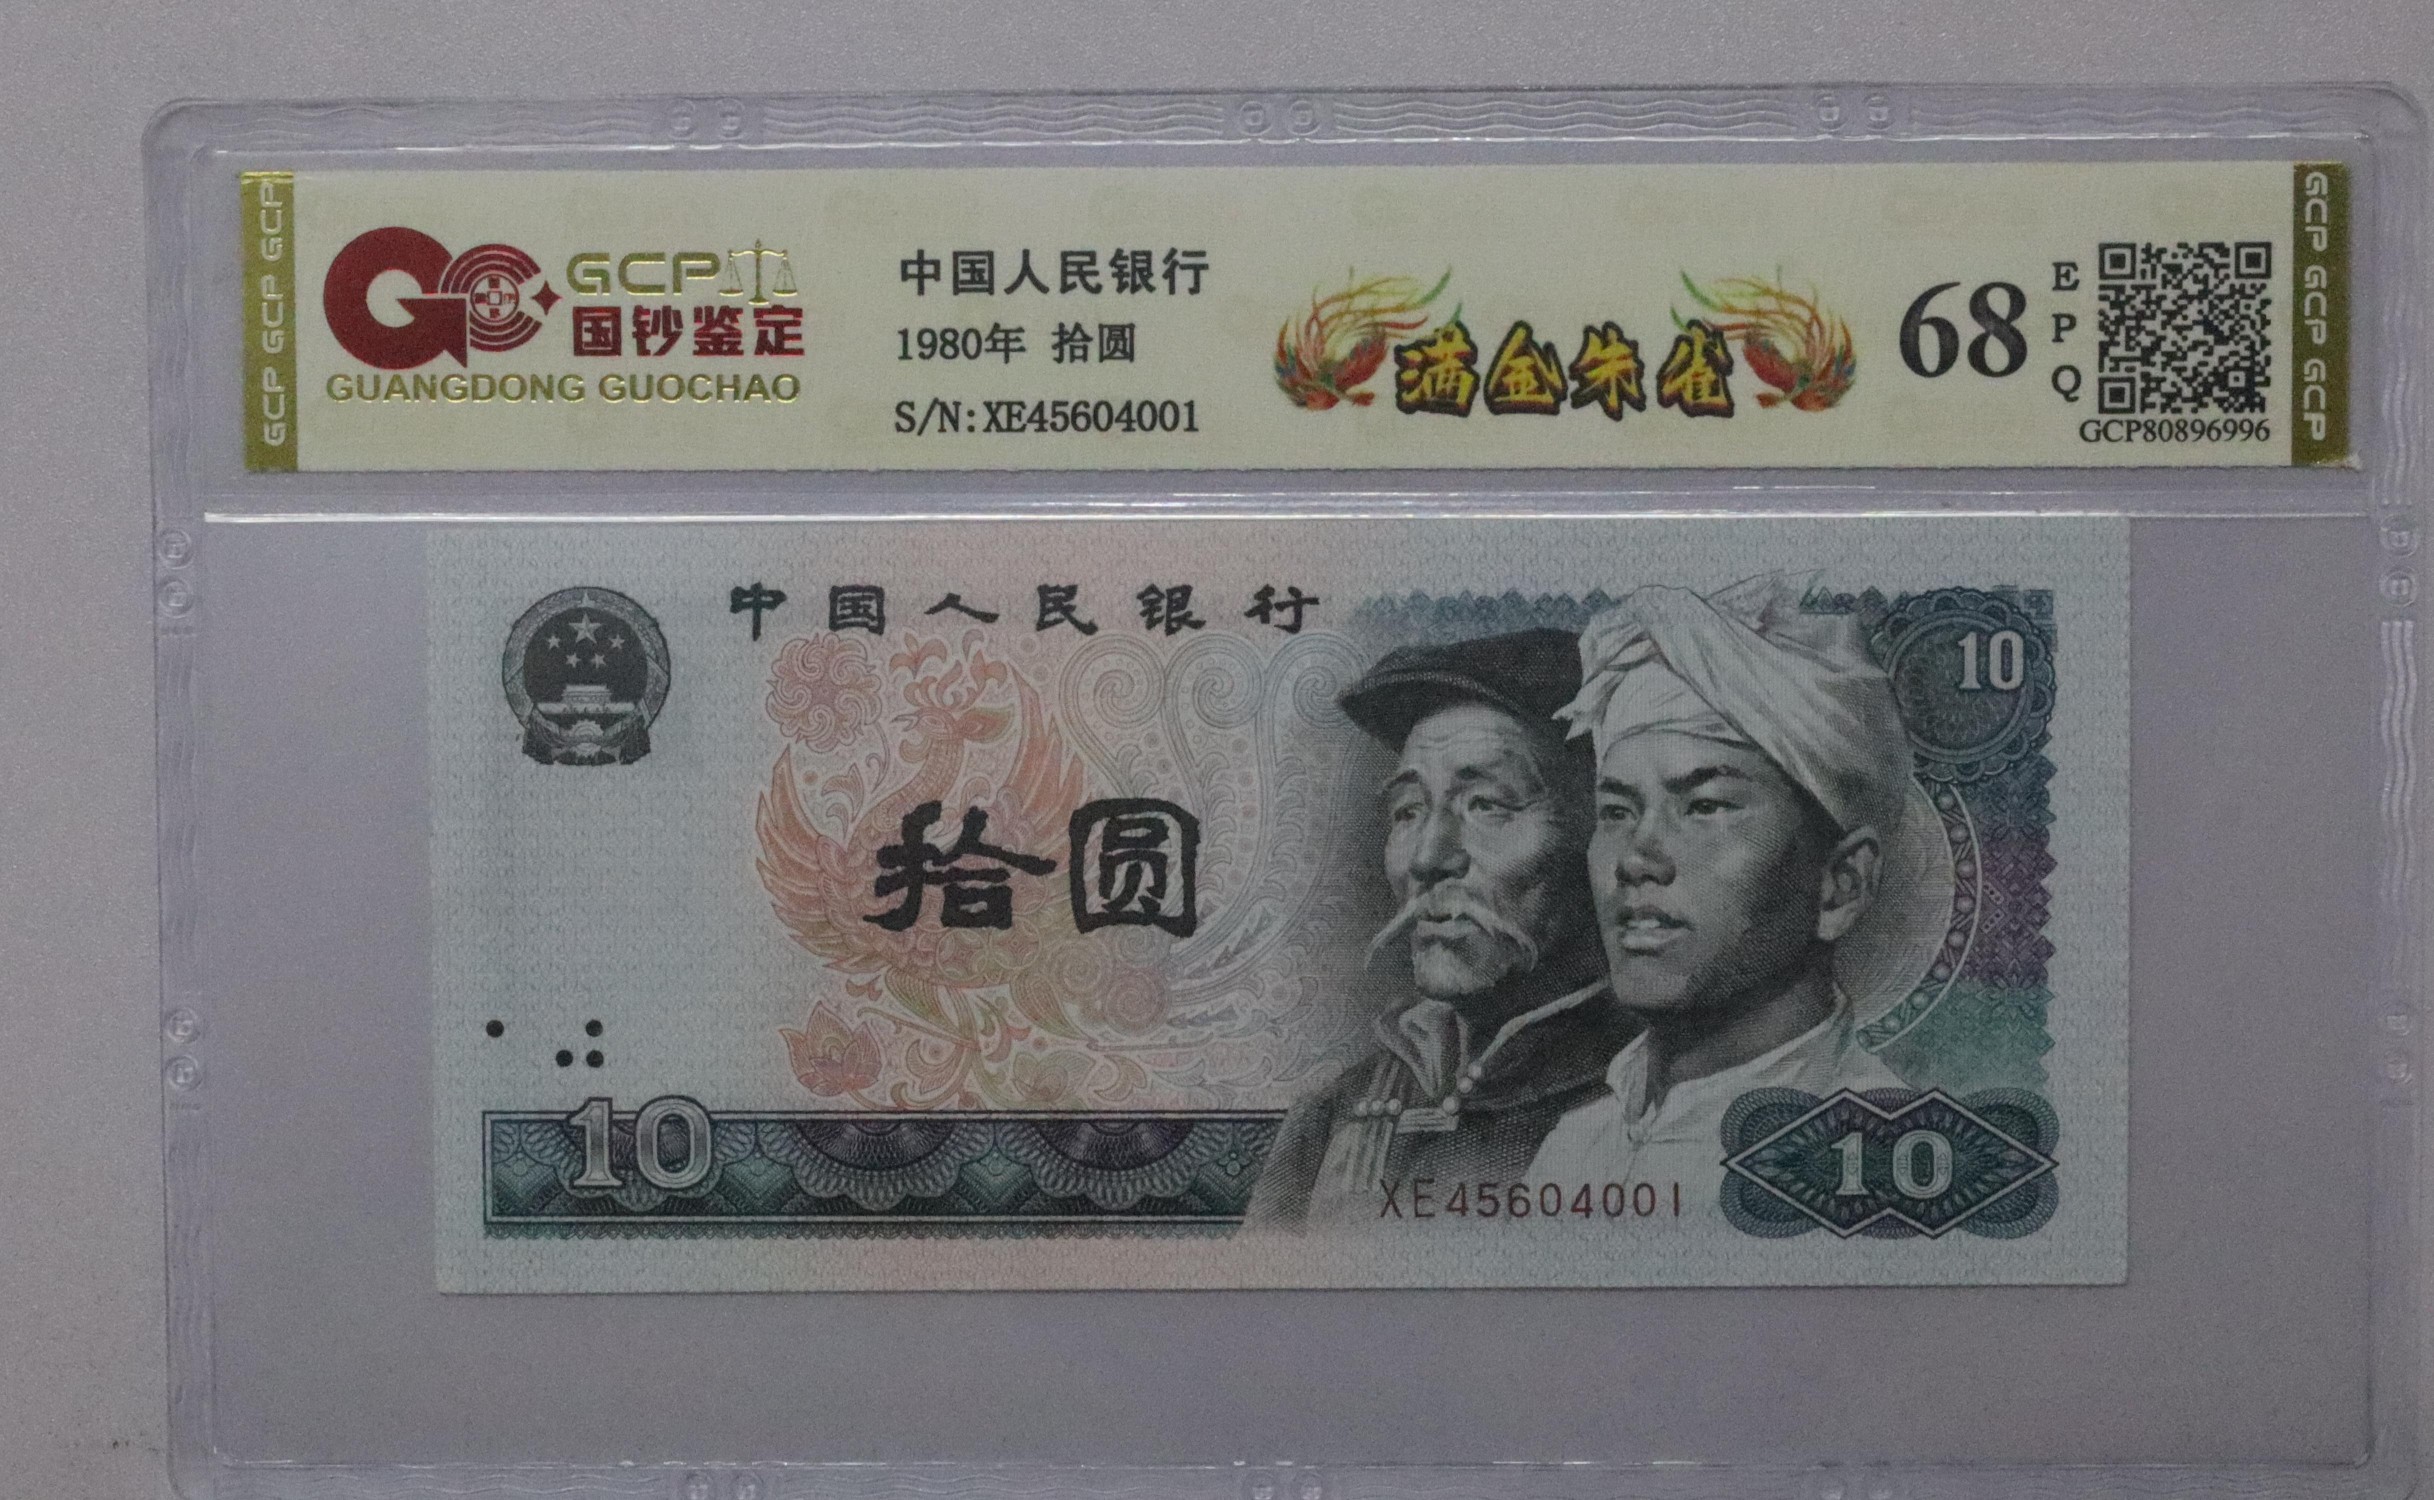 GCP GCP GCP
GCP
国钞鉴定
GUANGDONG GUOCHAO
中国人民银行
1980年 拾圆
S/N:XE45604001
满金朱雀
68
E
P
Q
GCP80896996
GCP GCP GCP
中国人民银行
10
拾圆
10
XE45604001
10